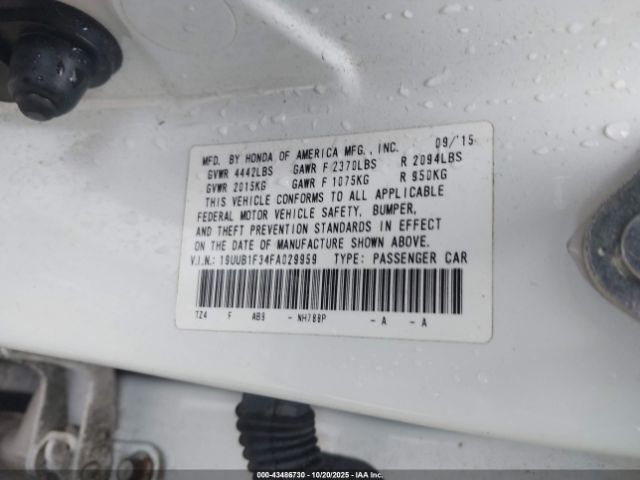 MFD. BY HONDA OF AMERICA MFG., INC. 09/'15
GVWR 4442LBS GAWR F 2370LBS R 2094LBS
GVWR 2015KG GAWR F 1075KG R 950KG
THIS VEHICLE CONFORMS TO ALL APPLICABLE
FEDERAL MOTOR VEHICLE SAFETY, BUMPER,
AND THEFT PREVENTION STANDARDS IN EFFECT
ON THE DATE OF MANUFACTURE SHOWN ABOVE.
V.I.N.: 19UUB1F34FA029959 TYPE: PASSENGER CAR
TZ4 F AB9 - NH788P - A - A
000-43486730 - 10/20/2025 - IAA Inc.